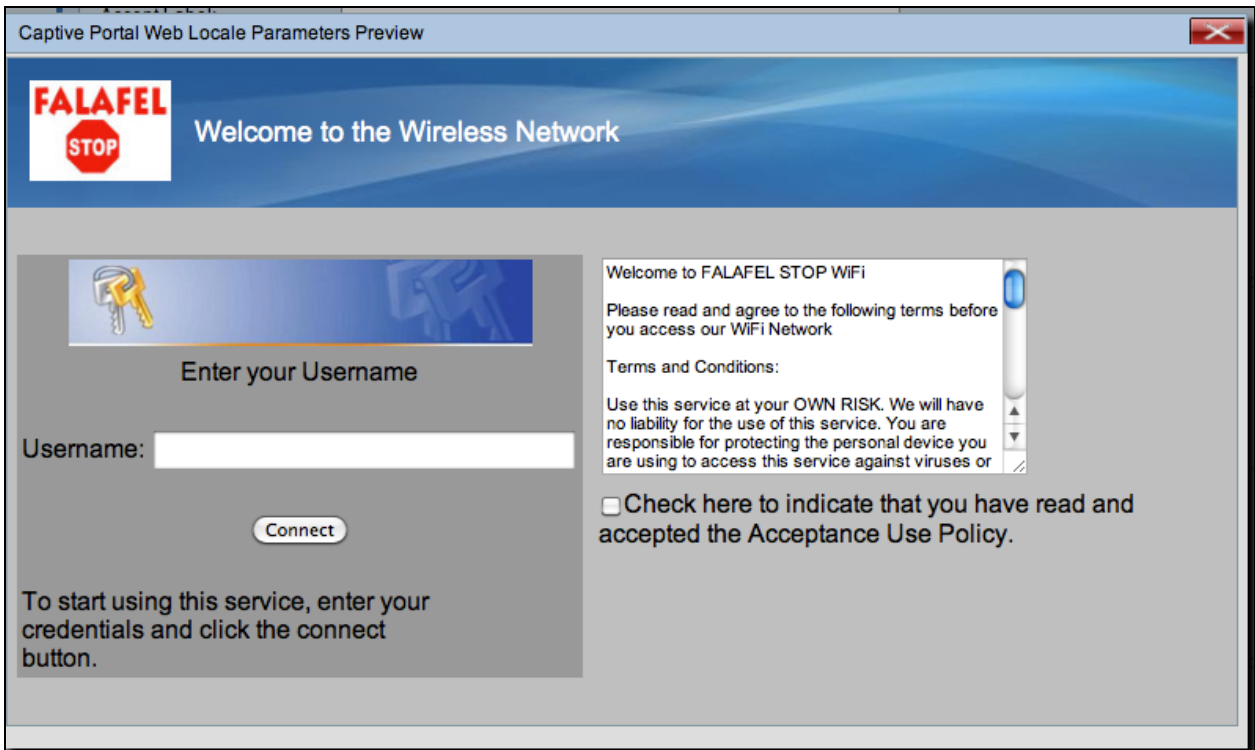 Accept Label:
Captive Portal Web Locale Parameters Preview
FALAFEL
STOP
Welcome to the Wireless Network
Enter your Username
Username:
Connect
To start using this service, enter your
credentials and click the connect
button.
Welcome to FALAFEL STOP WiFi
Please read and agree to the following terms before
you access our WiFi Network
Terms and Conditions:
Use this service at your OWN RISK. We will have
no liability for the use of this service. You are
responsible for protecting the personal device you
are using to access this service against viruses or
Check here to indicate that you have read and
accepted the Acceptance Use Policy.